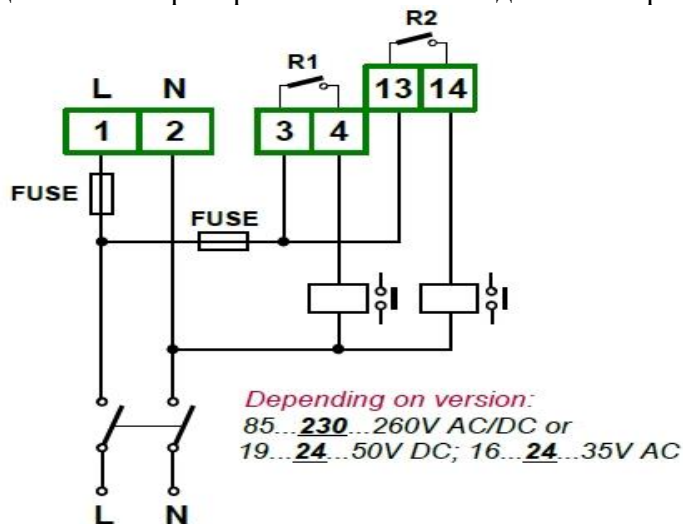 R2
R1
L N
13 14
1 2 3 4
FUSE
FUSE
Depending on version:
85...230...260V AC/DC or
19...24...50V DC; 16...24...35V AC
L N